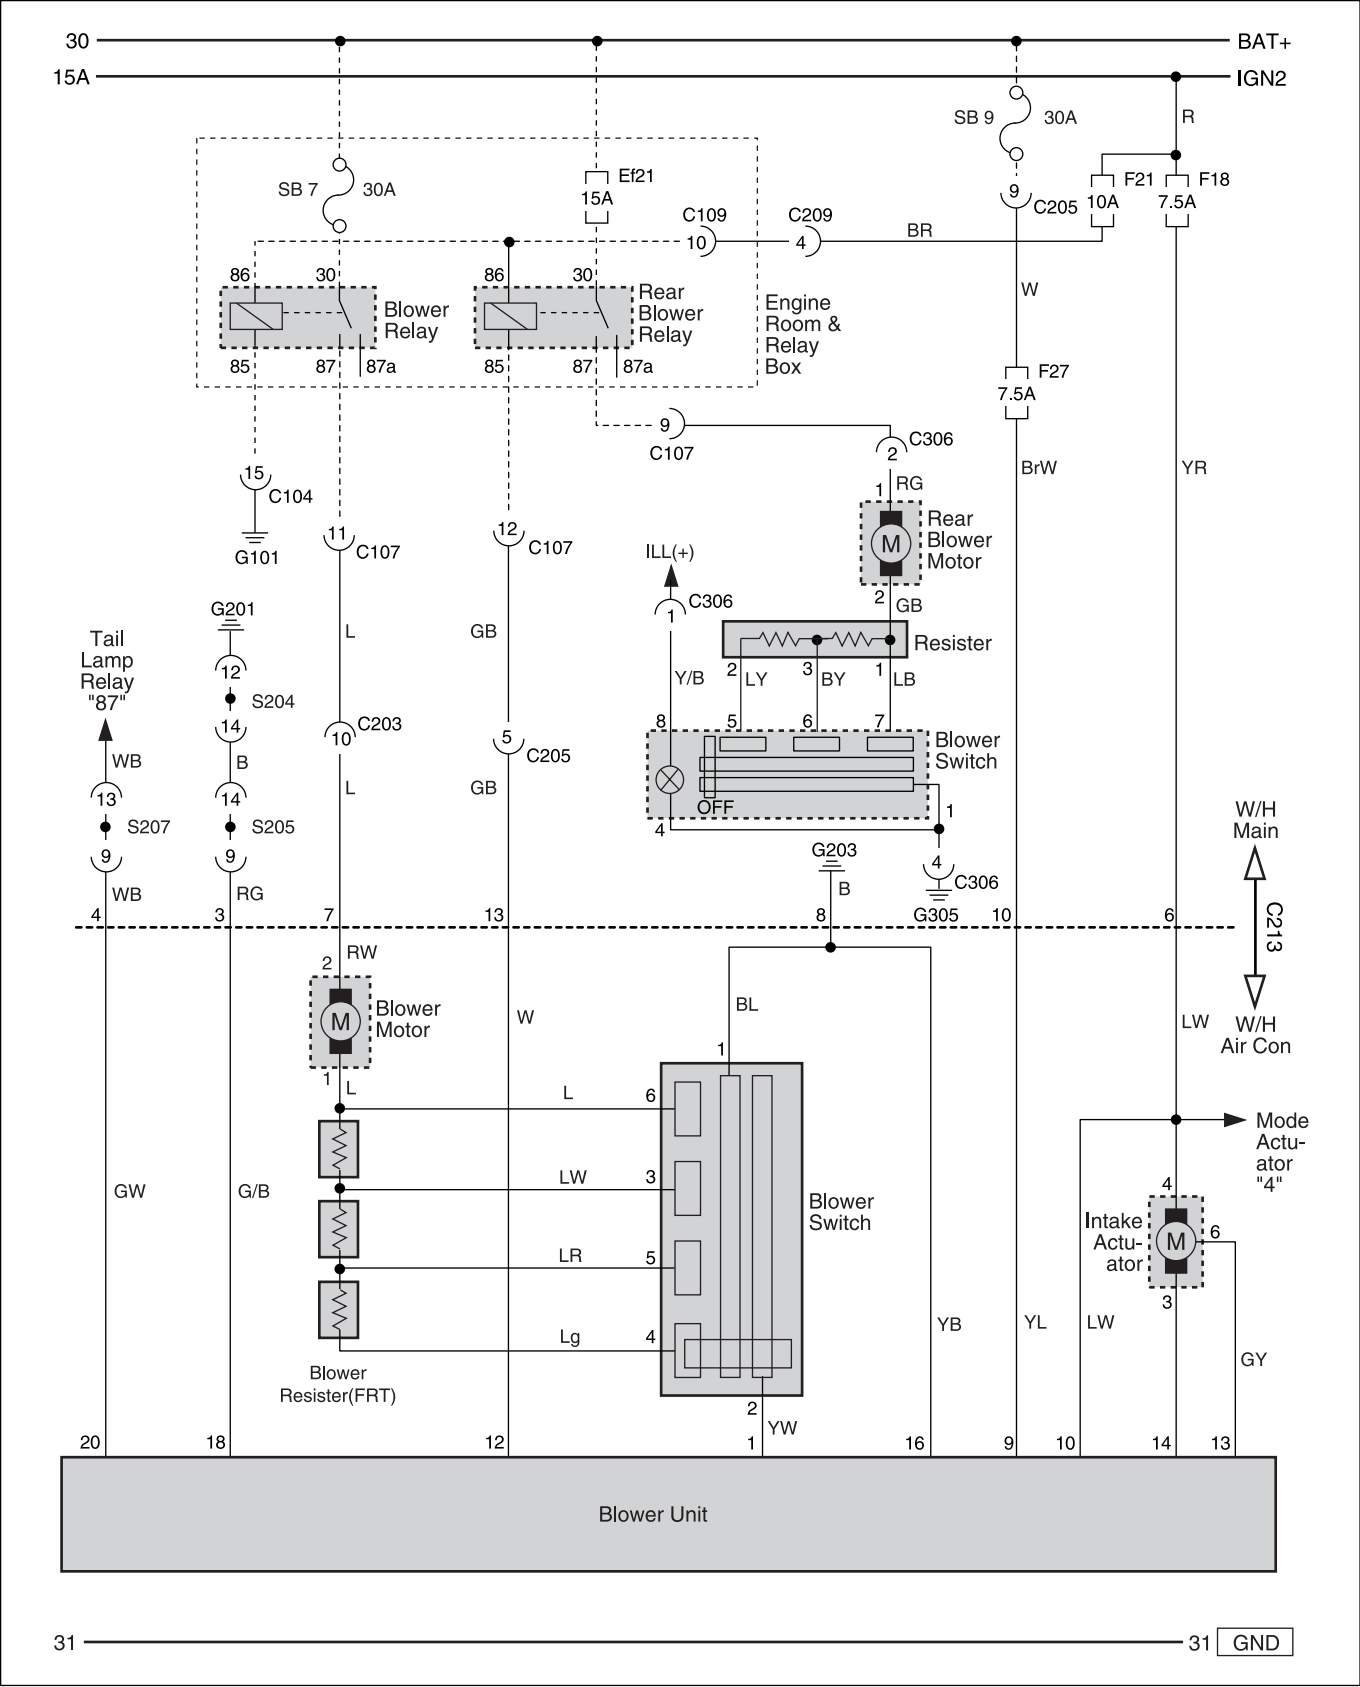 30
BAT+
15A
IGN2
R
SB 9
30A
SB 7
30A
Ef21
15A
F21
10A
F18
7.5A
9
C205
C109
10
C209
4
BR
86
30
86
30
W
Blower
Relay
Rear
Blower
Relay
Engine
Room &
Relay
Box
85
87
87a
85
87
87a
F27
7.5A
9
C107
C306
2
BrW
YR
15
C104
G101
1
RG
11
C107
12
C107
Rear
Blower
Motor
M
ILL(+)
C306
1
2
GB
G201
Tail
Lamp
Relay
"87"
12
S204
14
L
GB
Resister
2
LY
3
BY
1
LB
Y/B
8
5
6
7
C203
10
5
C205
Blower
Switch
WB
B
L
GB
13
14
OFF
1
4
S207
S205
W/H
Main
9
9
G203
4
C306
G305
WB
RG
B
4
3
7
13
8
10
6
C213
RW
2
M
Blower
Motor
1
L
W
BL
1
LW
W/H
Air Con
L
6
LW
3
LR
5
Lg
4
Blower
Switch
Mode
Actu-
ator
"4"
4
Intake
Actu-
ator
M
6
3
GW
G/B
YB
YL
LW
GY
Blower
Resister(FRT)
2
YW
20
18
12
1
16
9
10
14
13
Blower Unit
31
31
GND